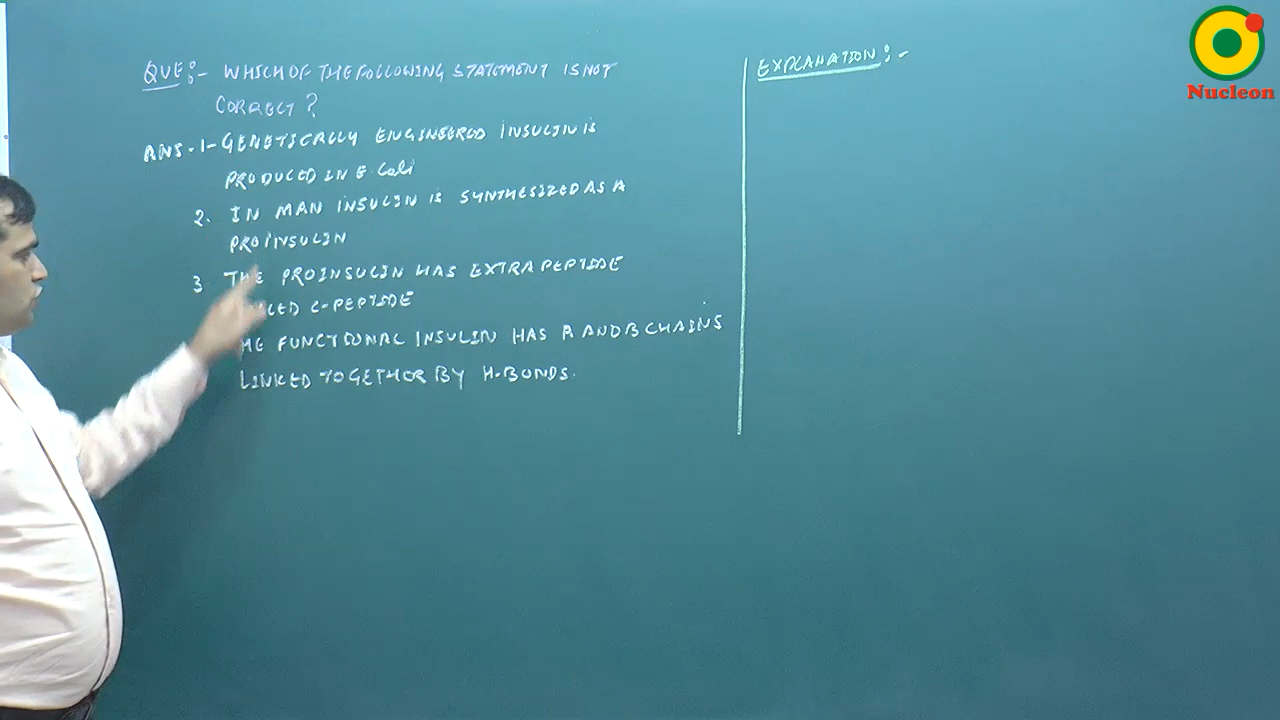 QUE:- WHICH OF THE FOLLOWING STATEMENT IS NOT
CORRECT?
ANS.1-GENETICALLY ENGINEERED INSULIN IS
PRODUCED IN E Coli
2. IN MAN INSULIN IS SYNTHESIZED AS A
PROINSULIN
3 THE PROINSULIN HAS EXTRA PEPTIDE
C-PEPTIDE
FUNCTIONAL INSULIN HAS A AND B CHAINS
LINKED TOGETHER BY H-BONDS.
EXPLANATION:-
Nucleon